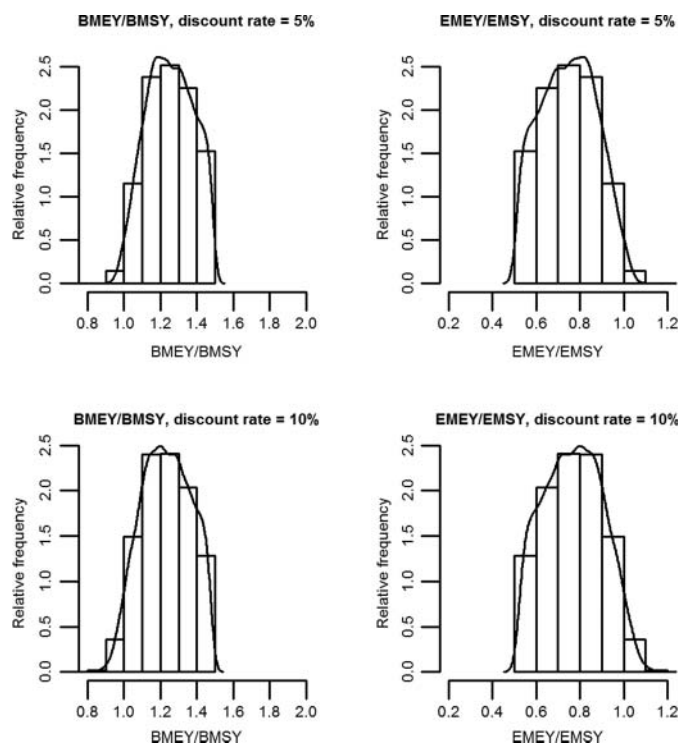 BMEY/BMSY, discount rate = 5%
Relative frequency
0.0 0.5 1.0 1.5 2.0 2.5
0.8 1.0 1.2 1.4 1.6 1.8 2.0
BMEY/BMSY
EMEY/EMSY, discount rate = 5%
Relative frequency
0.0 0.5 1.0 1.5 2.0 2.5
0.2 0.4 0.6 0.8 1.0 1.2
EMEY/EMSY
BMEY/BMSY, discount rate = 10%
Relative frequency
0.0 0.5 1.0 1.5 2.0 2.5
0.8 1.0 1.2 1.4 1.6 1.8 2.0
BMEY/BMSY
EMEY/EMSY, discount rate = 10%
Relative frequency
0.0 0.5 1.0 1.5 2.0 2.5
0.2 0.4 0.6 0.8 1.0 1.2
EMEY/EMSY